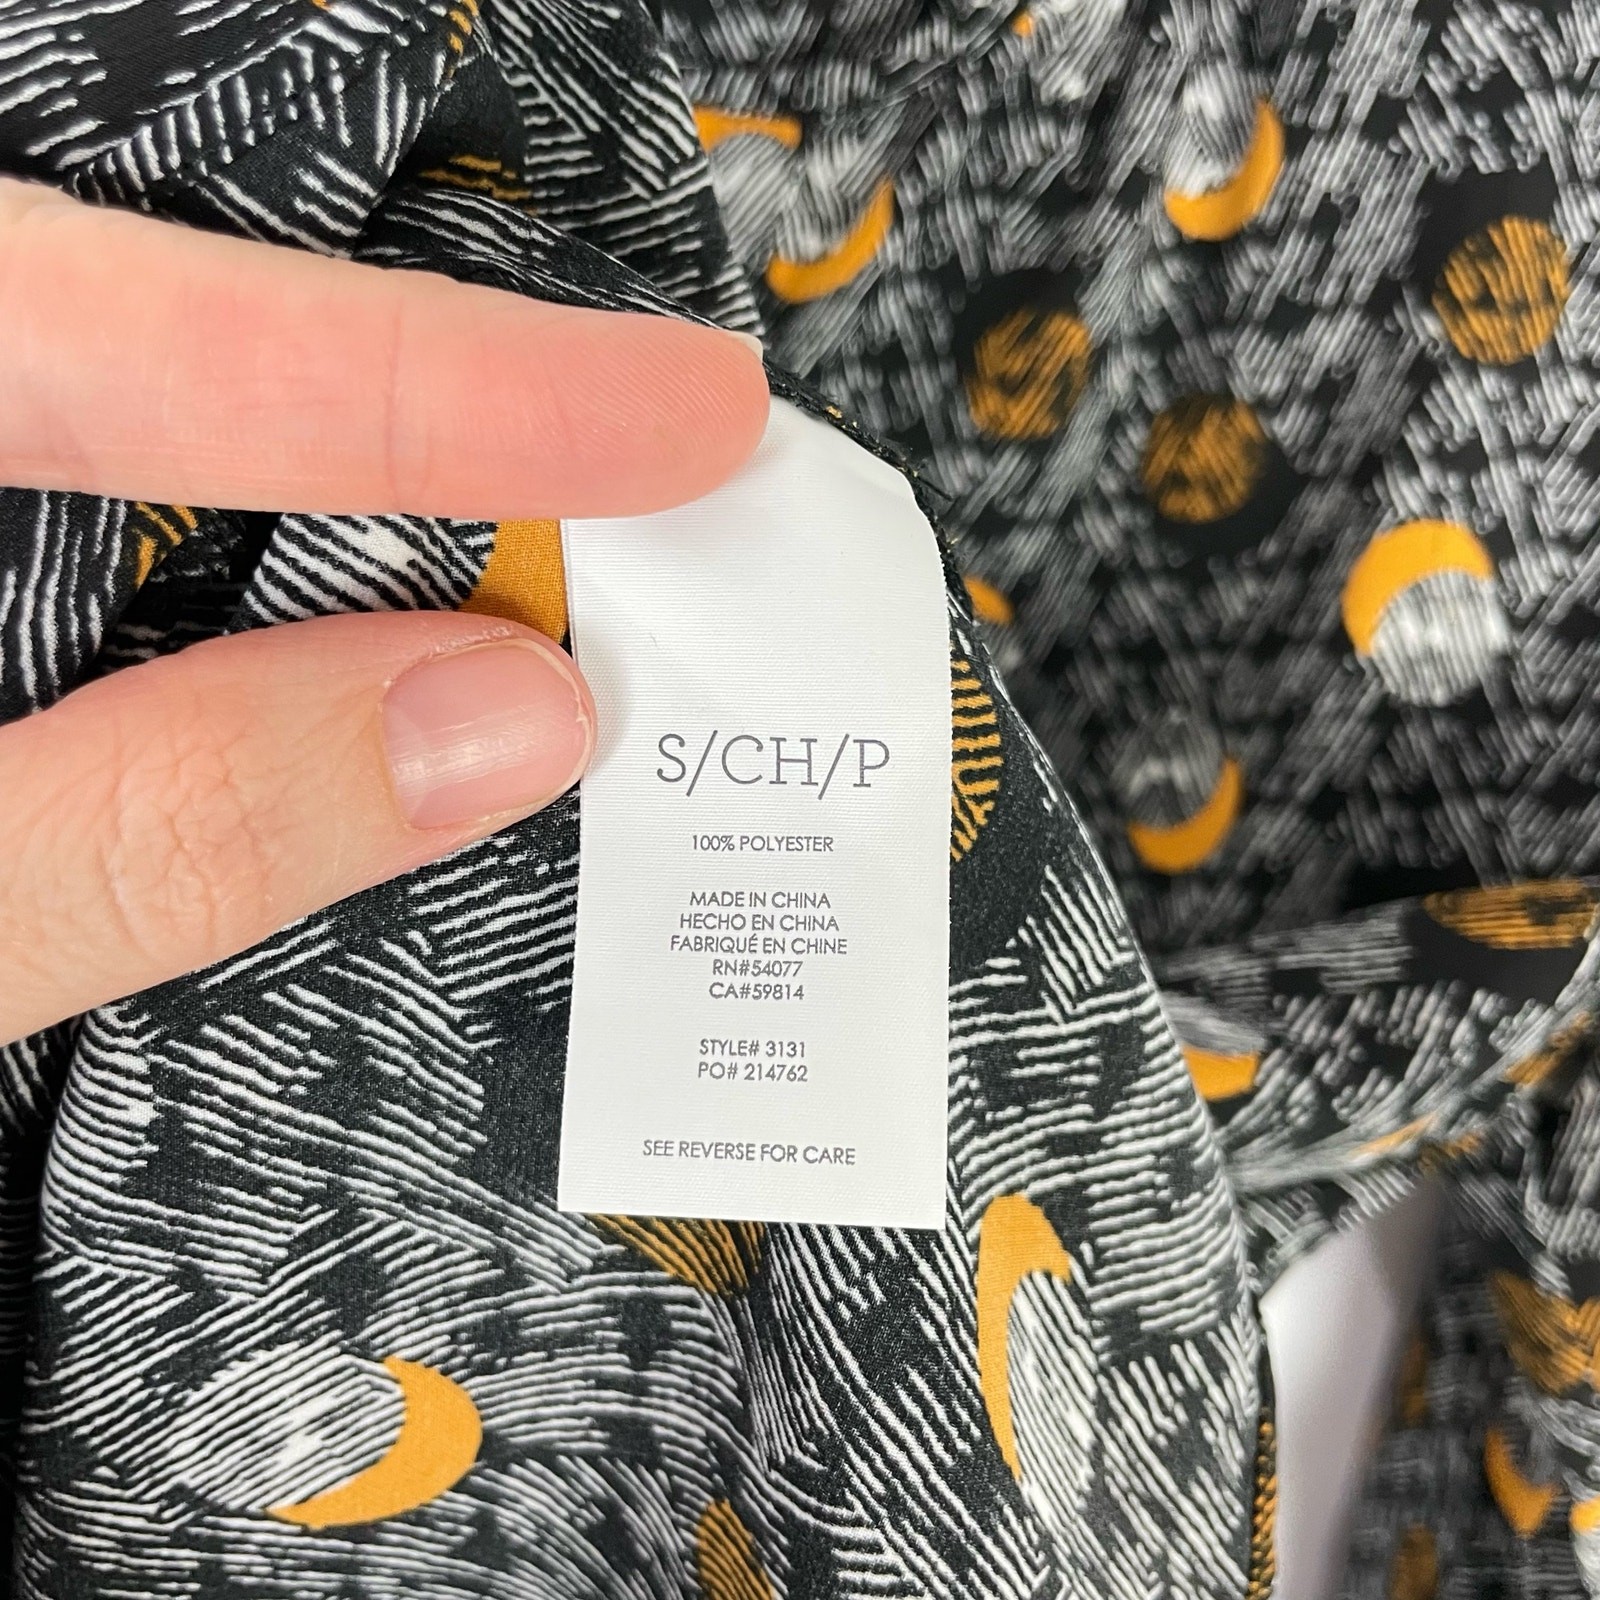 S/CH/P
100% POLYESTER
MADE IN CHINA
HECHO EN CHINA
FABRIQUÉ EN CHINE
RN#54077
CA#59814
STYLE# 3131
PO# 214762
SEE REVERSE FOR CARE